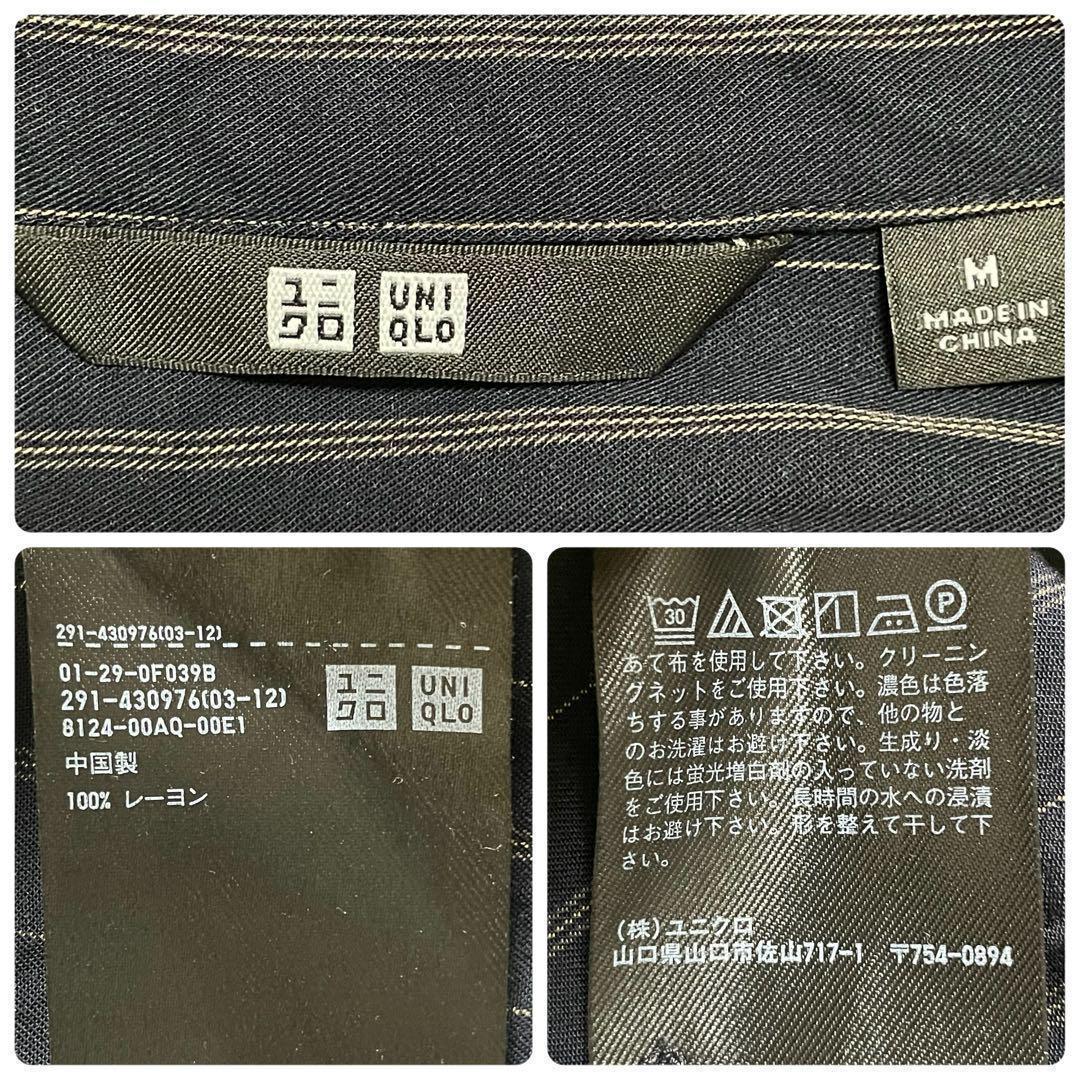 ユニ
クロ
UNI
QLO
M
MADE IN
CHINA
291-430976(03-12)
01-29-0F039B
291-430976(03-12)
8124-00AQ-00E1
中国製
100% レーヨン
ユニ
クロ
UNI
QLO
30
P
あて布を使用して下さい。クリーニン
グネットをご使用下さい。濃色は色落
ちする事がありますので、他の物と
のお洗濯はお避け下さい。生成り・淡
色には蛍光増白剤の入っていない洗剤
をご使用下さい。長時間の水への浸漬
はお避け下さい。形を整えて干して下
さい。
(株)ユニクロ
山口県山口市佐山717-1 〒754-0894